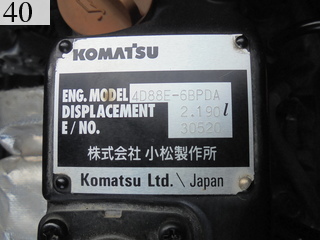 40
KOMATSU
ENG. MODEL 4D88E-6BPDA
DISPLACEMENT 2.190 l
E / NO. 30520
株式会社 小松製作所
Komatsu Ltd. \ Japan